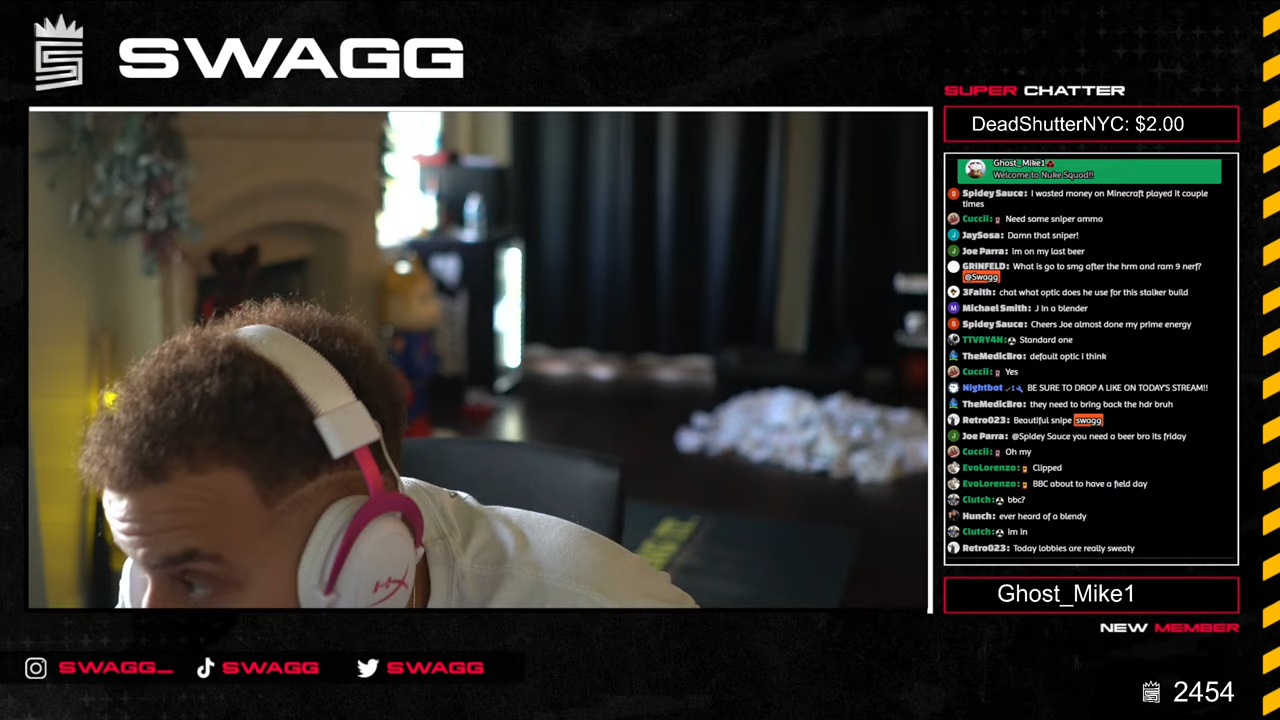 SWAGG
SUPER CHATTER
DeadShutterNYC: $2.00
Ghost_Mike1
Welcome to Nuke Squad!!
Spidey Sauce: I wasted money on Minecraft played it couple
times
Cuccii: Need some sniper ammo
JaySosa: Damn that sniper!
Joe Parra: Im on my last beer
GRINFELD: What is go to smg after the hrm and ram 9 nerf?
@Swagg
3Faith: chat what optic does he use for this stalker build
Michael Smith: J in a blender
Spidey Sauce: Cheers Joe almost done my prime energy
TTVRY4N: Standard one
TheMedicBro: default optic i think
Cuccii: Yes
Nightbot: BE SURE TO DROP A LIKE ON TODAY'S STREAM!!
TheMedicBro: they need to bring back the hdr bruh
Retro023: Beautiful snipe swagg
Joe Parra: @Spidey Sauce you need a beer bro its friday
Cuccii: Oh my
EvoLorenzo: Clipped
EvoLorenzo: BBC about to have a field day
Clutch: bbc?
Hunch: ever heard of a blendy
Clutch: im in
Retro023: Today lobbies are really sweaty
Ghost_Mike1
NEW MEMBER
SWAGG_ SWAGG SWAGG
2454
HX